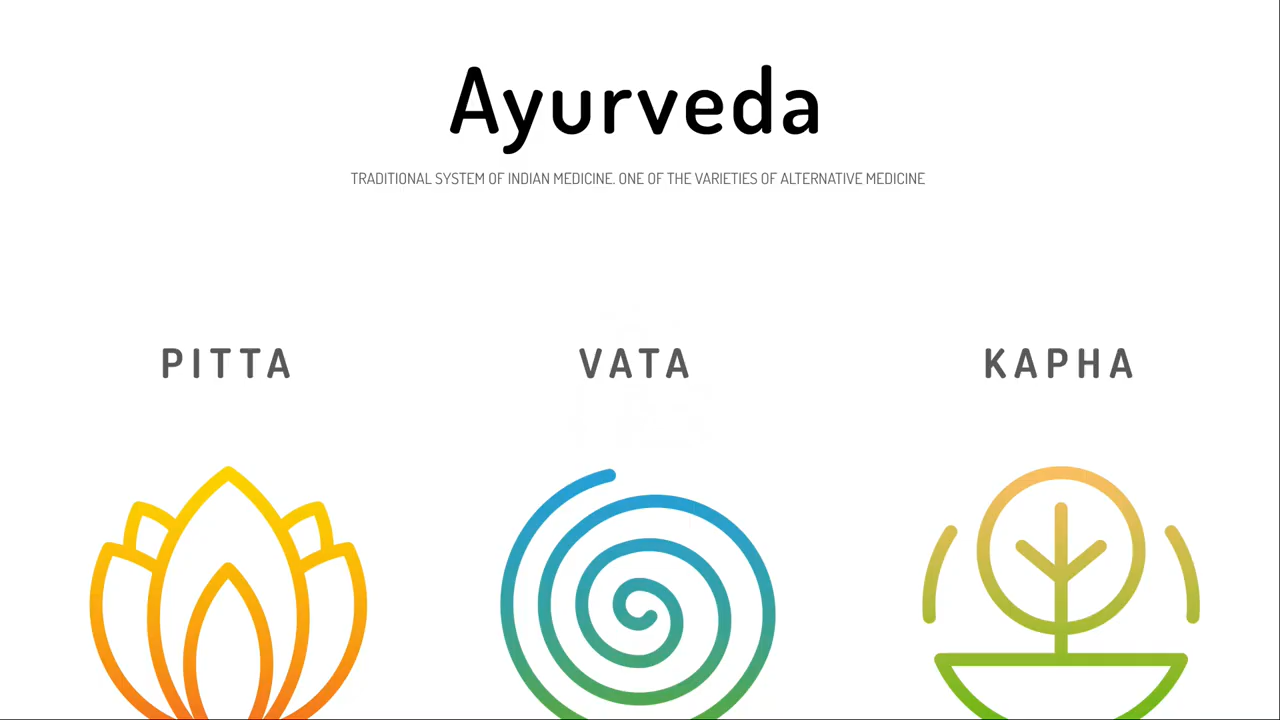 Ayurveda
TRADITIONAL SYSTEM OF INDIAN MEDICINE. ONE OF THE VARIETIES OF ALTERNATIVE MEDICINE
PITTA VATA KAPHA